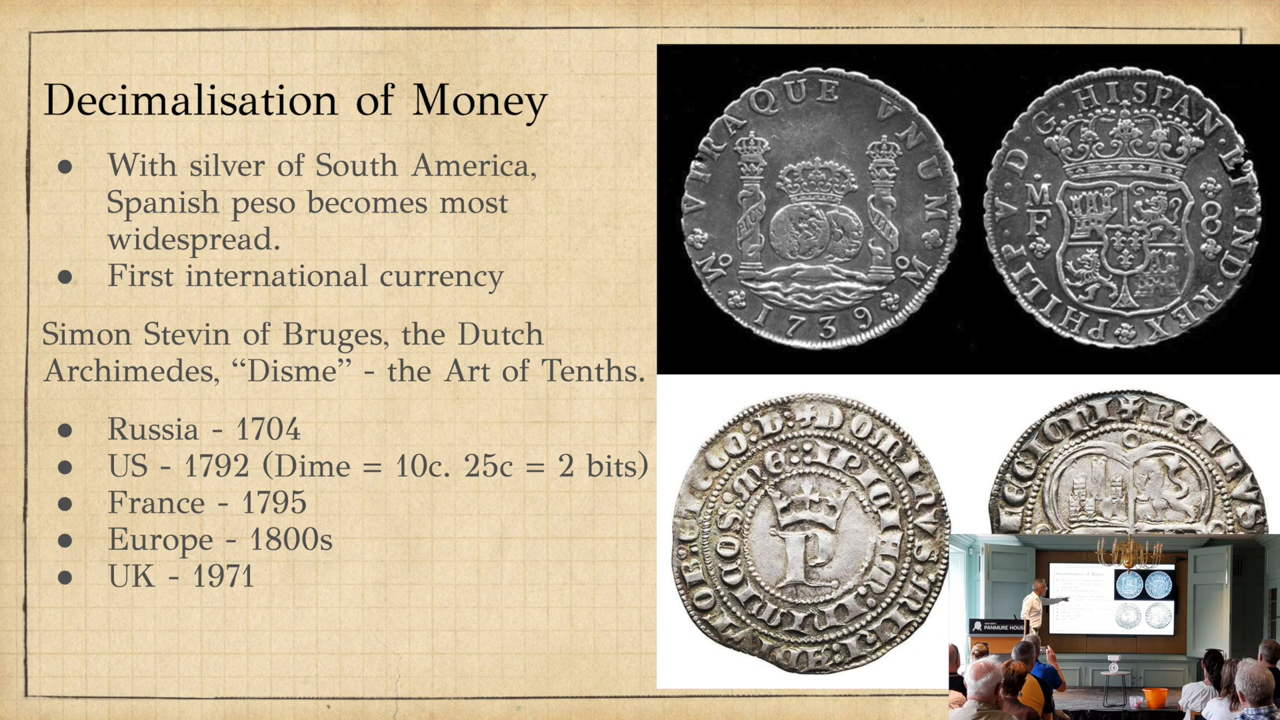 Decimalisation of Money
● With silver of South America,
Spanish peso becomes most
widespread.
● First international currency
Simon Stevin of Bruges, the Dutch
Archimedes, “Disme” - the Art of Tenths.
● Russia - 1704
● US - 1792 (Dime = 10c. 25c = 2 bits)
● France - 1795
● Europe - 1800s
● UK - 1971
VTRAQUE VNUM
1739
PHILIP·V·D·G·HISPAN·ET IND·REX
MF
8
P
PANMURE HOUSE